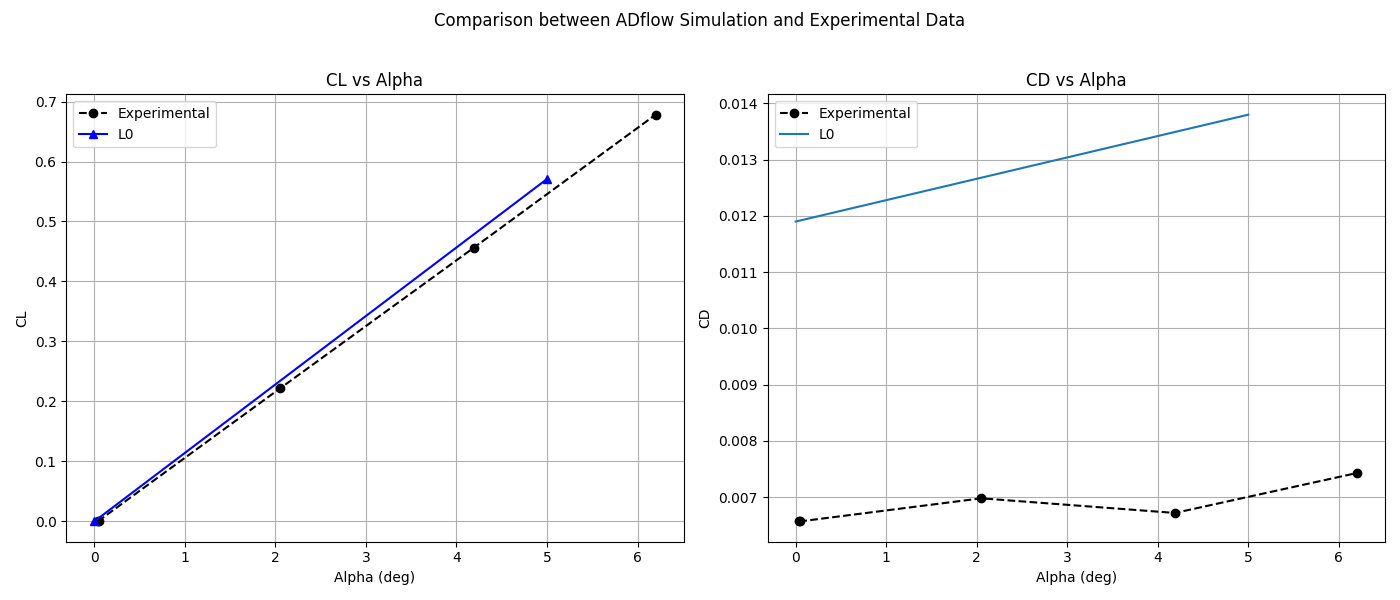 Comparison between ADflow Simulation and Experimental Data
CL vs Alpha
Experimental
L0
0.7
0.6
0.5
0.4
0.3
0.2
0.1
0.0
CL
0 1 2 3 4 5 6
Alpha (deg)
CD vs Alpha
Experimental
L0
0.014
0.013
0.012
0.011
0.010
0.009
0.008
0.007
CD
0 1 2 3 4 5 6
Alpha (deg)